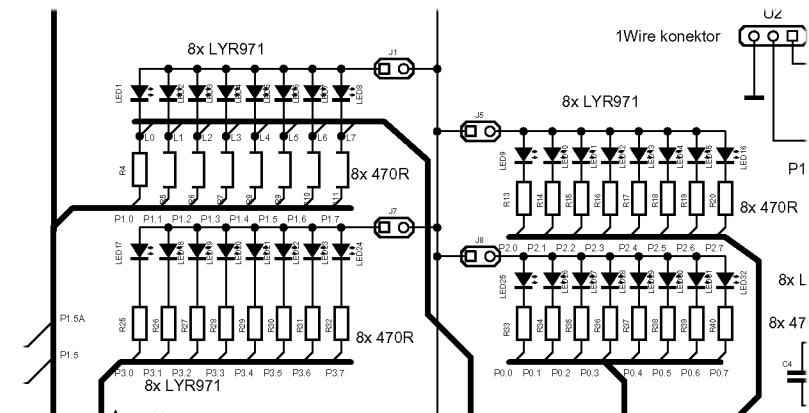 U2
1Wire konektor
8x LYR971
J1
LED1
LED8
8x LYR971
J5
L0 L1 L2 L3 L4 L5 L6 L7
LED9
LED16
P1
R4
8x 470R
R13 R14 R15 R16 R17 R18 R19 R20
8x 470R
P1.0 P1.1 P1.2 P1.3 P1.4 P1.5 P1.6 P1.7
J7
J8
P2.0 P2.1 P2.2 P2.3 P2.4 P2.5 P2.6 P2.7
LED17
LED24
LED25
LED32
8x L
P1.5A
R25 R26 R27 R28 R29 R30 R31 R32
8x 470R
R33 R34 R35 R36 R37 R38 R39 R40
8x 47
P1.5
P3.0 P3.1 P3.2 P3.3 P3.4 P3.5 P3.6 P3.7
P0.0 P0.1 P0.2 P0.3 P0.4 P0.5 P0.6 P0.7
C4
8x LYR971